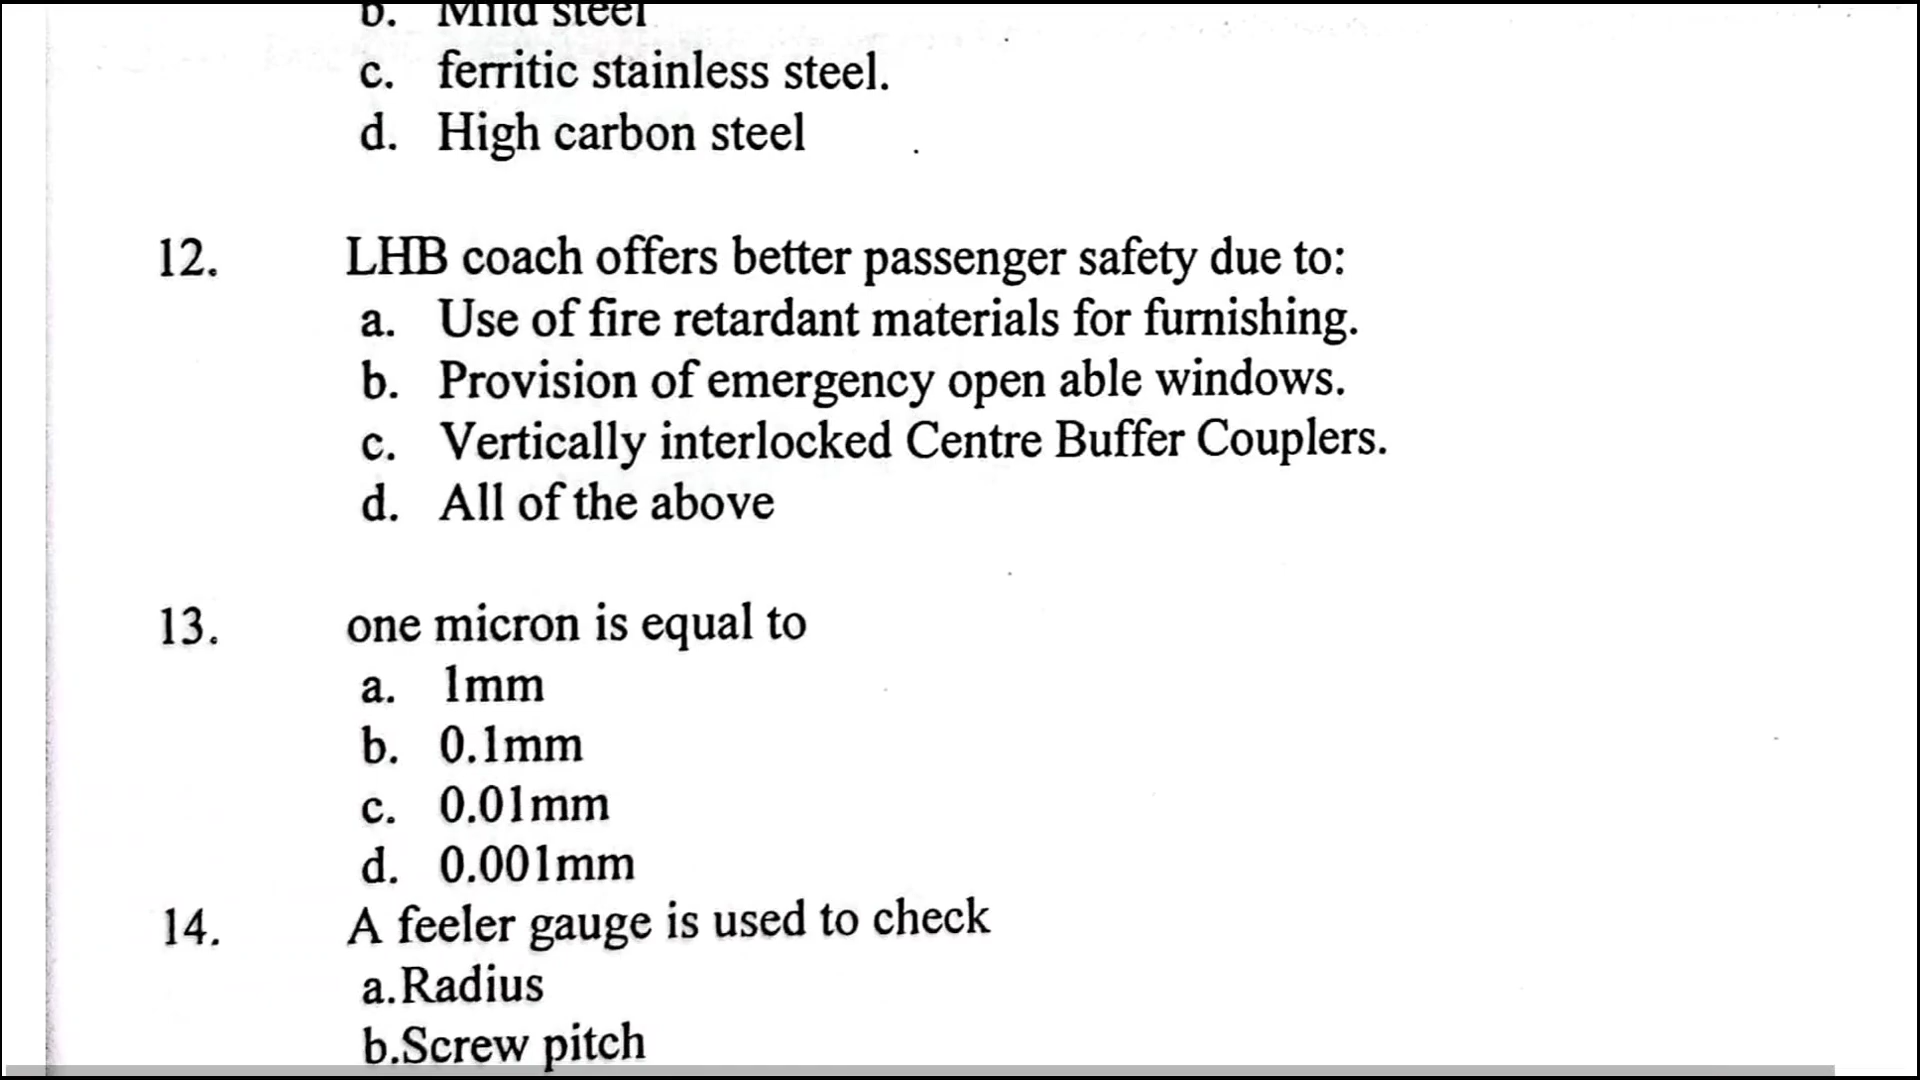 b. Mild steel
c. ferritic stainless steel.
d. High carbon steel
12. LHB coach offers better passenger safety due to:
a. Use of fire retardant materials for furnishing.
b. Provision of emergency open able windows.
c. Vertically interlocked Centre Buffer Couplers.
d. All of the above
13. one micron is equal to
a. 1mm
b. 0.1mm
c. 0.01mm
d. 0.001mm
14. A feeler gauge is used to check
a.Radius
b.Screw pitch